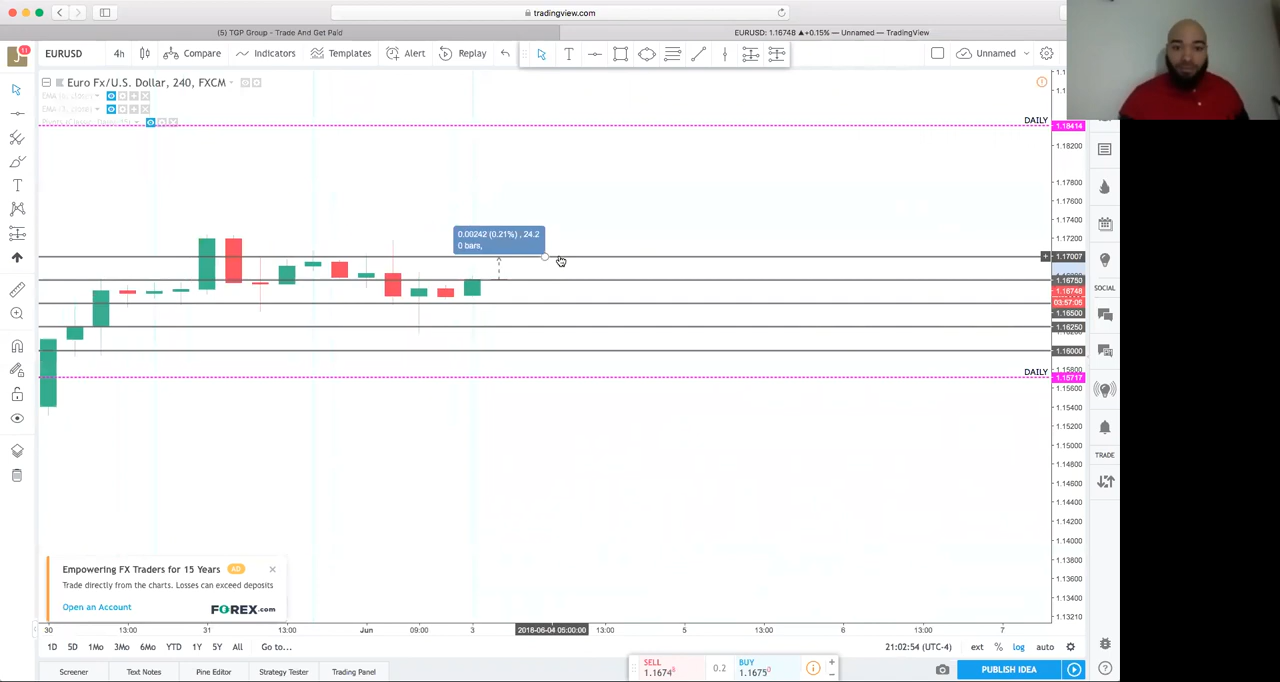 tradingview.com
(5) TGP Group - Trade And Get Paid
EURUSD: 1.16748 ▲+0.15% — Unnamed — TradingView
11
EURUSD
4h
Compare
Indicators
Templates
Alert
Replay
Unnamed
Euro Fx/U.S. Dollar, 240, FXCM
DAILY
1.18414
1.18200
1.17800
1.17600
1.17400
1.17200
0.00242 (0.21%) , 24.2
0 bars,
1.17007
1.16750
1.16748
03:57:05
1.16500
1.16250
1.16000
DAILY
1.15717
1.15600
1.15400
1.15200
1.15000
1.14800
1.14600
1.14400
1.14200
1.14000
1.13800
1.13600
1.13400
1.13210
SOCIAL
TRADE
Empowering FX Traders for 15 Years AD
Trade directly from the charts. Losses can exceed deposits
Open an Account
FOREX.com
30
13:00
31
13:00
Jun
09:00
3
2018-06-04 05:00:00
13:00
5
13:00
6
13:00
7
1D 5D 1Mo 3Mo 6Mo YTD 1Y 5Y All Go to...
21:02:54 (UTC-4) ext % log auto
Screener
Text Notes
Pine Editor
Strategy Tester
Trading Panel
SELL
1.1674⁸
0.2
BUY
1.1675⁰
PUBLISH IDEA